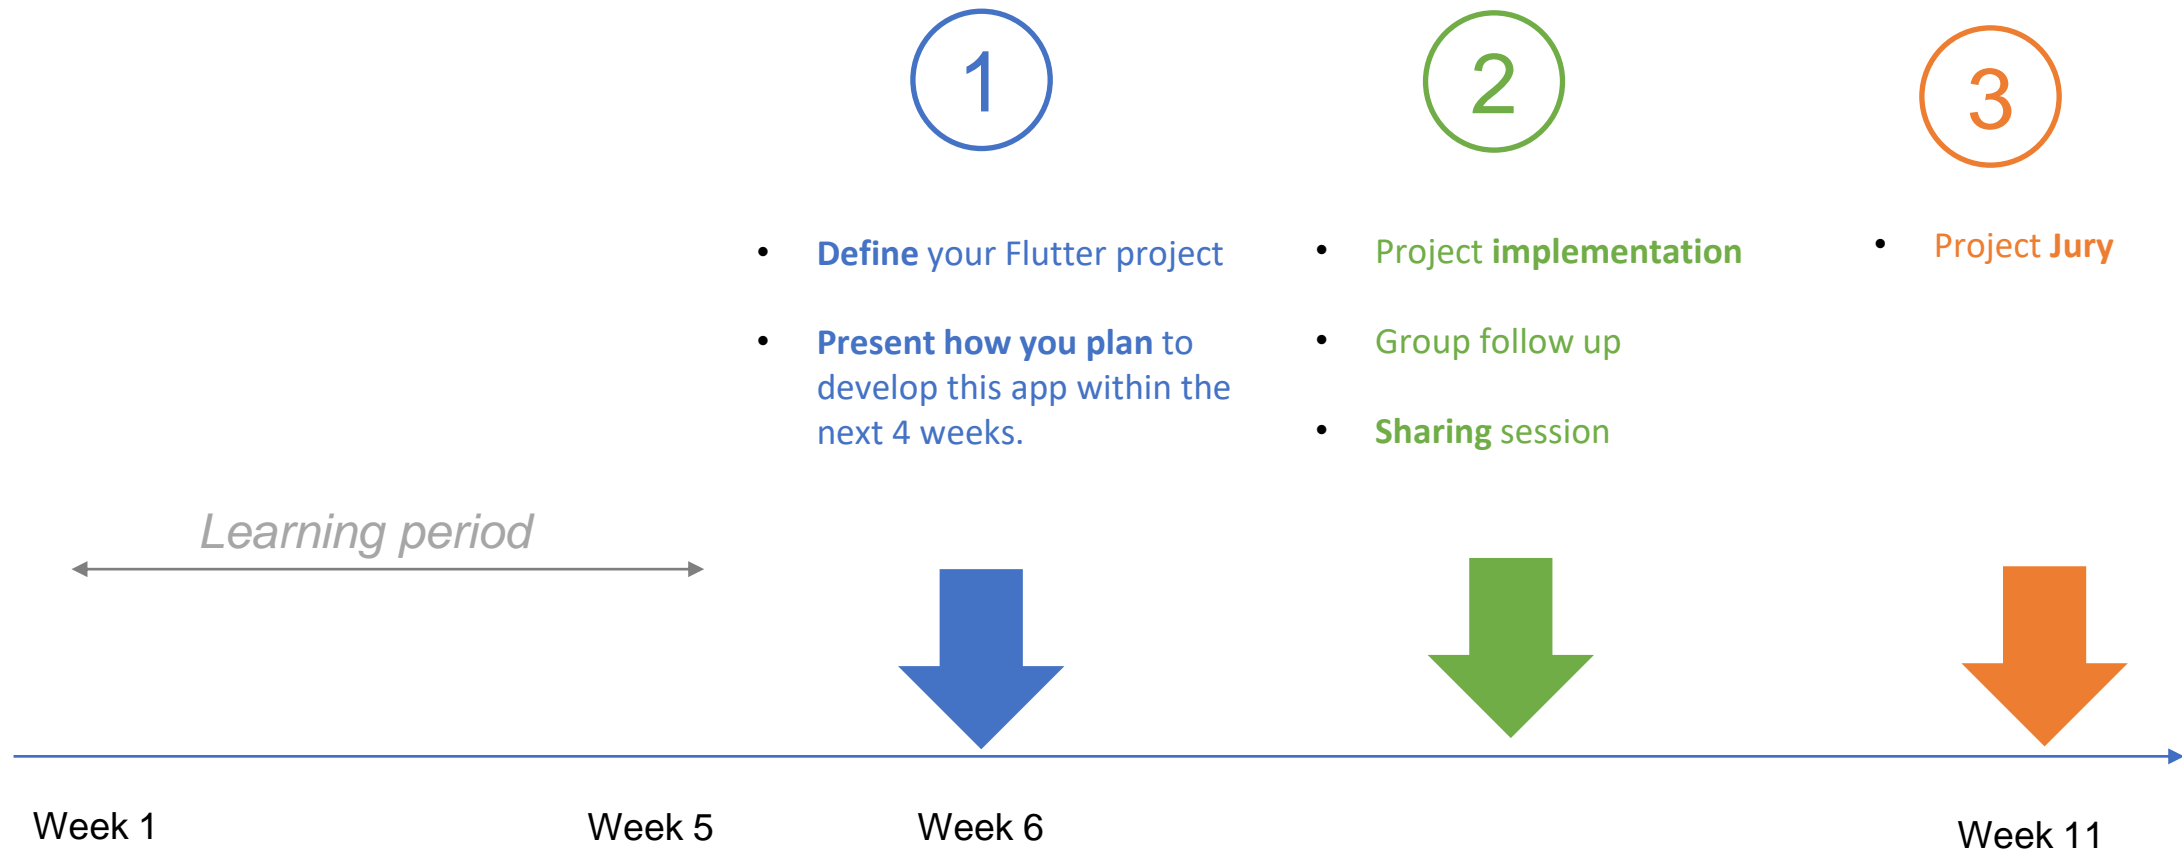 1
• Define your Flutter project
• Present how you plan to
develop this app within the
next 4 weeks.
2
• Project implementation
• Group follow up
• Sharing session
3
• Project Jury
Learning period
Week 1
Week 5
Week 6
Week 11